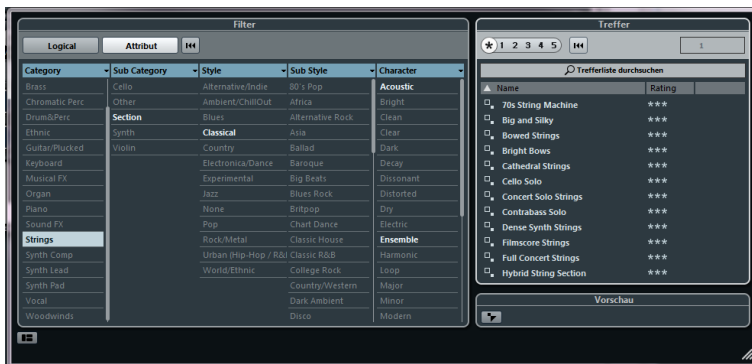 Filter
Logical Attribut
Category Sub Category Style Sub Style Character
Brass Cello Alternative/Indie 80's Pop Acoustic
Chromatic Perc Other Ambient/ChillOut Africa Bright
Drum&Perc Section Blues Alternative Rock Clean
Ethnic Synth Classical Asia Clear
Guitar/Plucked Violin Country Ballad Dark
Keyboard Electronica/Dance Baroque Decay
Musical FX Experimental Big Beats Dissonant
Organ Jazz Blues Rock Distorted
Piano None Britpop Dry
Sound FX Pop Chart Dance Electric
Strings Rock/Metal Classic House Ensemble
Synth Comp Urban (Hip-Hop / R&I Classic R&B Harmonic
Synth Lead World/Ethnic College Rock Loop
Synth Pad Country/Western Major
Vocal Dark Ambient Minor
Woodwinds Disco Modern
Treffer
* 1 2 3 4 5 1
Trefferliste durchsuchen
Name Rating
70s String Machine ***
Big and Silky ***
Bowed Strings ***
Bright Bows ***
Cathedral Strings ***
Cello Solo ***
Concert Solo Strings ***
Contrabass Solo ***
Dense Synth Strings ***
Filmscore Strings ***
Full Concert Strings ***
Hybrid String Section ***
Vorschau